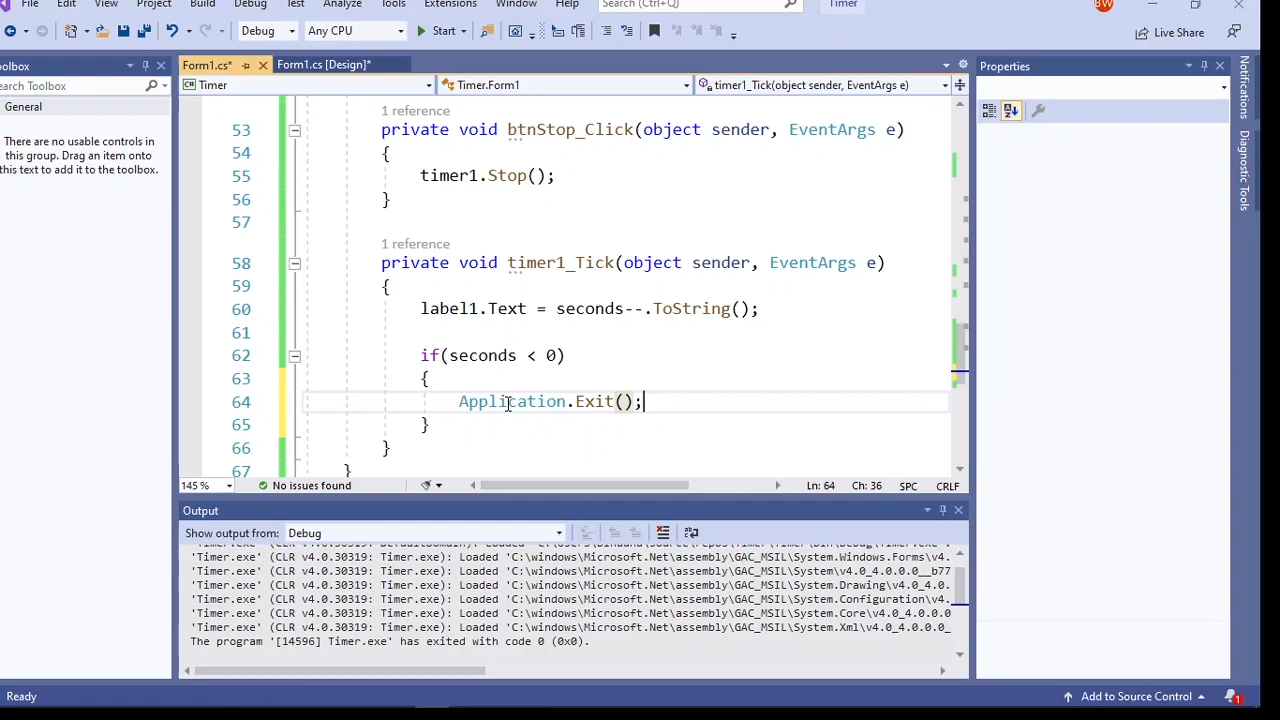 File Edit View Project Build Debug Test Analyze Tools Extensions Window Help Search (Ctrl+Q) Timer BW
Debug Any CPU Start Live Share
oolbox Form1.cs* Form1.cs [Design]* Properties
earch Toolbox Timer Timer.Form1 timer1_Tick(object sender, EventArgs e)
General
There are no usable controls in
this group. Drag an item onto
this text to add it to the toolbox.
1 reference
53 private void btnStop_Click(object sender, EventArgs e)
54 {
55 timer1.Stop();
56 }
57
1 reference
58 private void timer1_Tick(object sender, EventArgs e)
59 {
60 label1.Text = seconds--.ToString();
61
62 if(seconds < 0)
63 {
64 Application.Exit();
65 }
66 }
67 }
145 % No issues found Ln: 64 Ch: 36 SPC CRLF
Output
Show output from: Debug
'Timer.exe' (CLR v4.0.30319: Timer.exe): Loaded 'C:\windows\Microsoft.Net\assembly\GAC_MSIL\System.Windows.Forms\v4.
'Timer.exe' (CLR v4.0.30319: Timer.exe): Loaded 'C:\windows\Microsoft.Net\assembly\GAC_MSIL\System\v4.0_4.0.0.0__b77
'Timer.exe' (CLR v4.0.30319: Timer.exe): Loaded 'C:\windows\Microsoft.Net\assembly\GAC_MSIL\System.Drawing\v4.0_4.0.
'Timer.exe' (CLR v4.0.30319: Timer.exe): Loaded 'C:\windows\Microsoft.Net\assembly\GAC_MSIL\System.Configuration\v4.
'Timer.exe' (CLR v4.0.30319: Timer.exe): Loaded 'C:\windows\Microsoft.Net\assembly\GAC_MSIL\System.Core\v4.0_4.0.0.0
'Timer.exe' (CLR v4.0.30319: Timer.exe): Loaded 'C:\windows\Microsoft.Net\assembly\GAC_MSIL\System.Xml\v4.0_4.0.0.0_
The program '[14596] Timer.exe' has exited with code 0 (0x0).
Notifications
Diagnostic Tools
Ready Add to Source Control 1